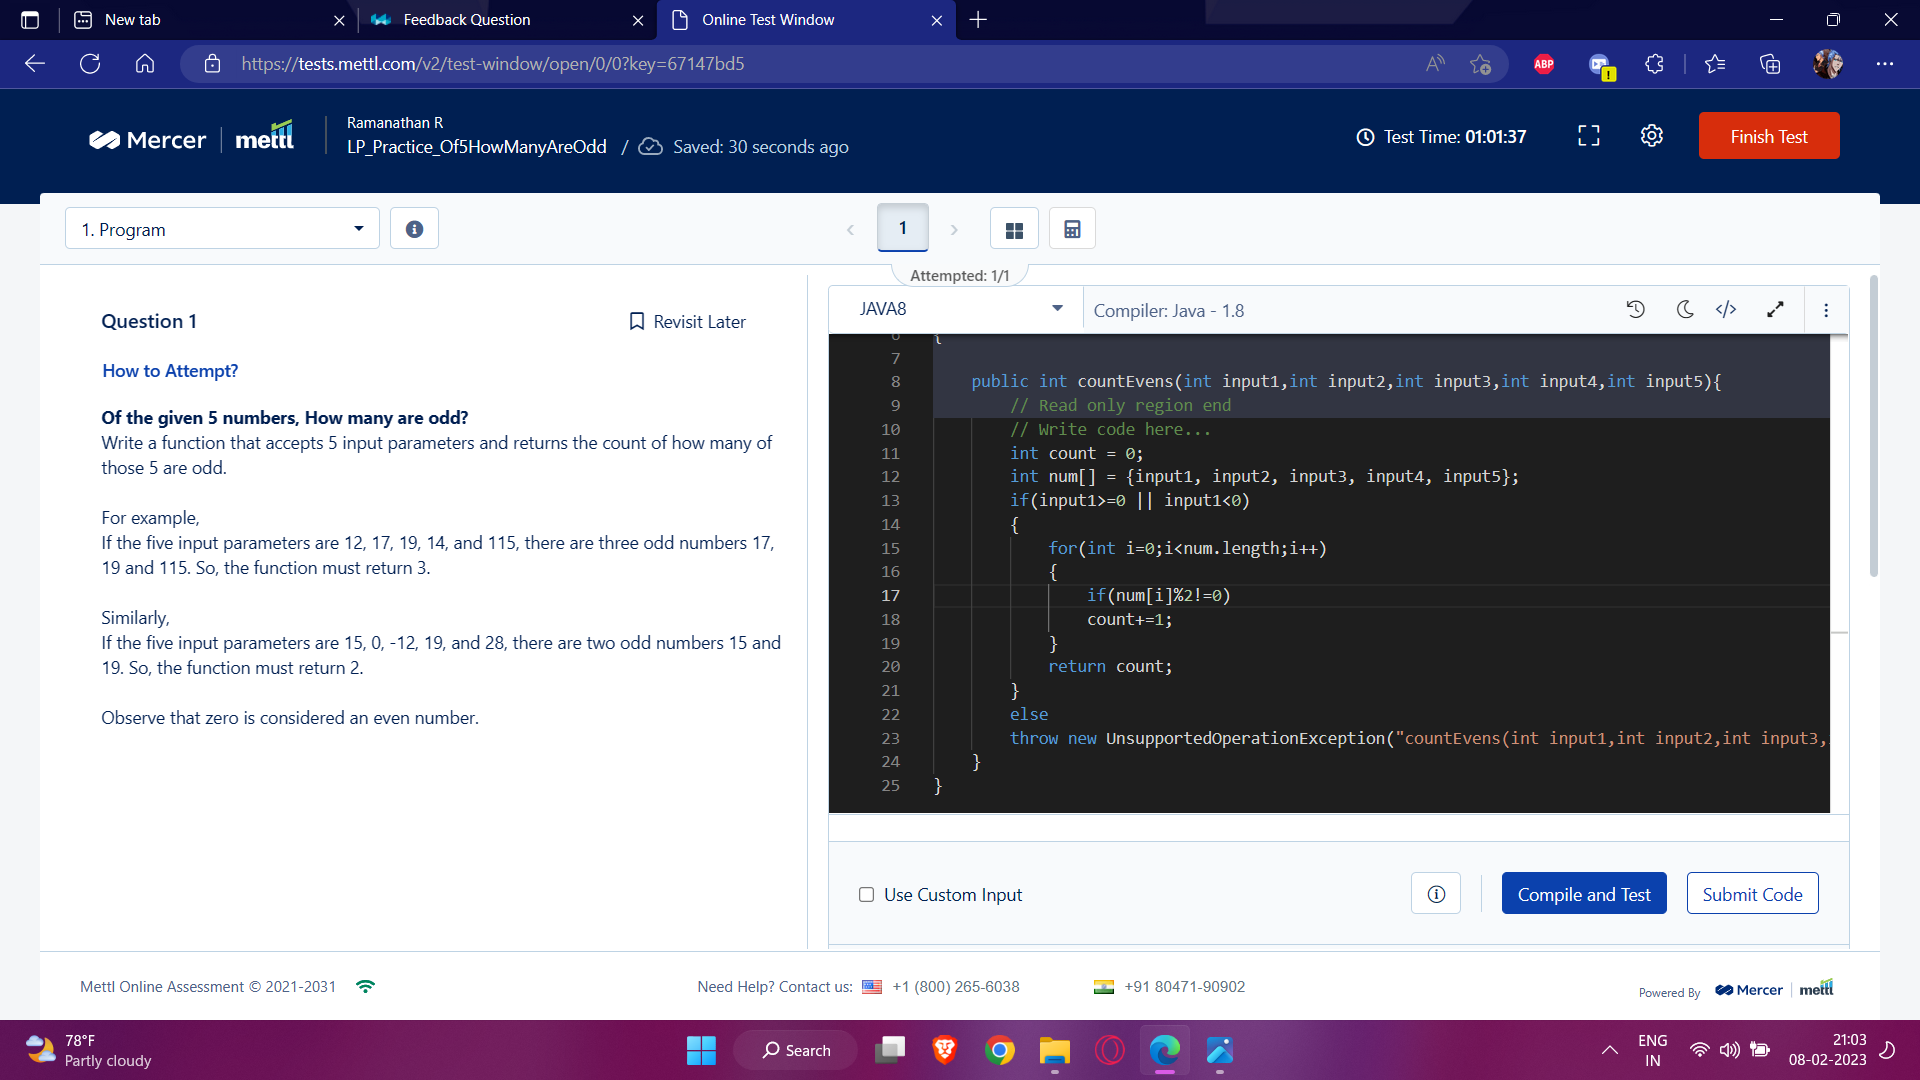 New tab
Feedback Question
Online Test Window
https://tests.mettl.com/v2/test-window/open/0/0?key=67147bd5
ABP
Mercer
mettl
Ramanathan R
LP_Practice_Of5HowManyAreOdd / Saved: 30 seconds ago
Test Time: 01:01:37
Finish Test
1. Program
1
Attempted: 1/1
Question 1
Revisit Later
How to Attempt?
Of the given 5 numbers, How many are odd?
Write a function that accepts 5 input parameters and returns the count of how many of
those 5 are odd.
For example,
If the five input parameters are 12, 17, 19, 14, and 115, there are three odd numbers 17,
19 and 115. So, the function must return 3.
Similarly,
If the five input parameters are 15, 0, -12, 19, and 28, there are two odd numbers 15 and
19. So, the function must return 2.
Observe that zero is considered an even number.
JAVA8
Compiler: Java - 1.8
6 {
7
8 public int countEvens(int input1,int input2,int input3,int input4,int input5){
9 // Read only region end
10 // Write code here...
11 int count = 0;
12 int num[] = {input1, input2, input3, input4, input5};
13 if(input1>=0 || input1<0)
14 {
15 for(int i=0;i<num.length;i++)
16 {
17 if(num[i]%2!=0)
18 count+=1;
19 }
20 return count;
21 }
22 else
23 throw new UnsupportedOperationException("countEvens(int input1,int input2,int input3,
24 }
25 }
Use Custom Input
Compile and Test
Submit Code
Mettl Online Assessment © 2021-2031
Need Help? Contact us: +1 (800) 265-6038
+91 80471-90902
Powered By Mercer mettl
78°F
Partly cloudy
Search
ENG
IN
21:03
08-02-2023